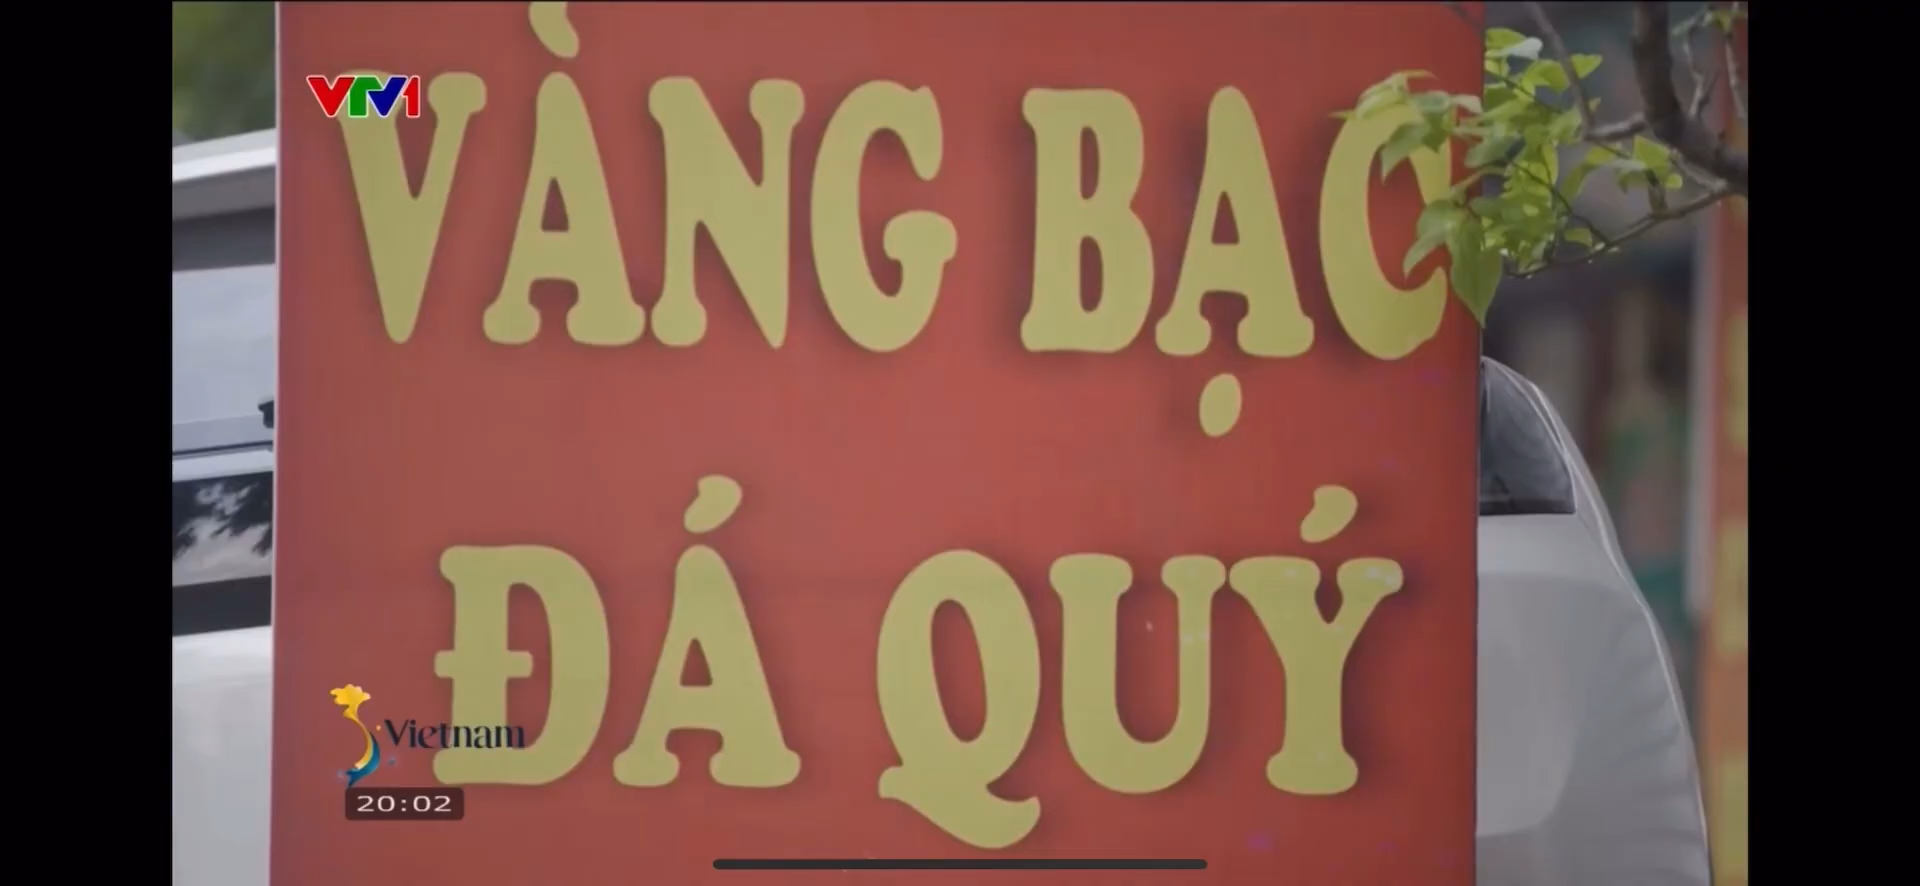 VTV1
VÀNG BẠC
ĐÁ QUÝ
Vietnam
20:02